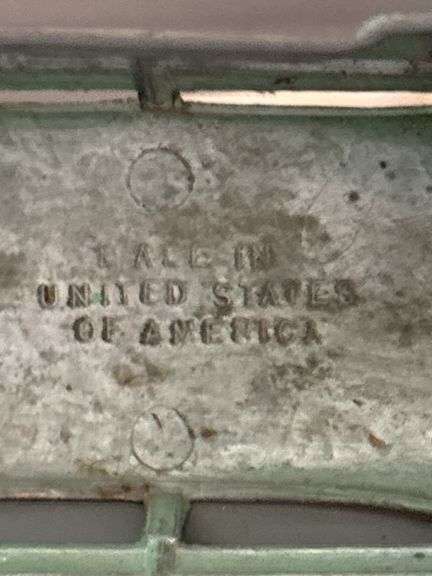 MADE IN
UNITED STATES
OF AMERICA